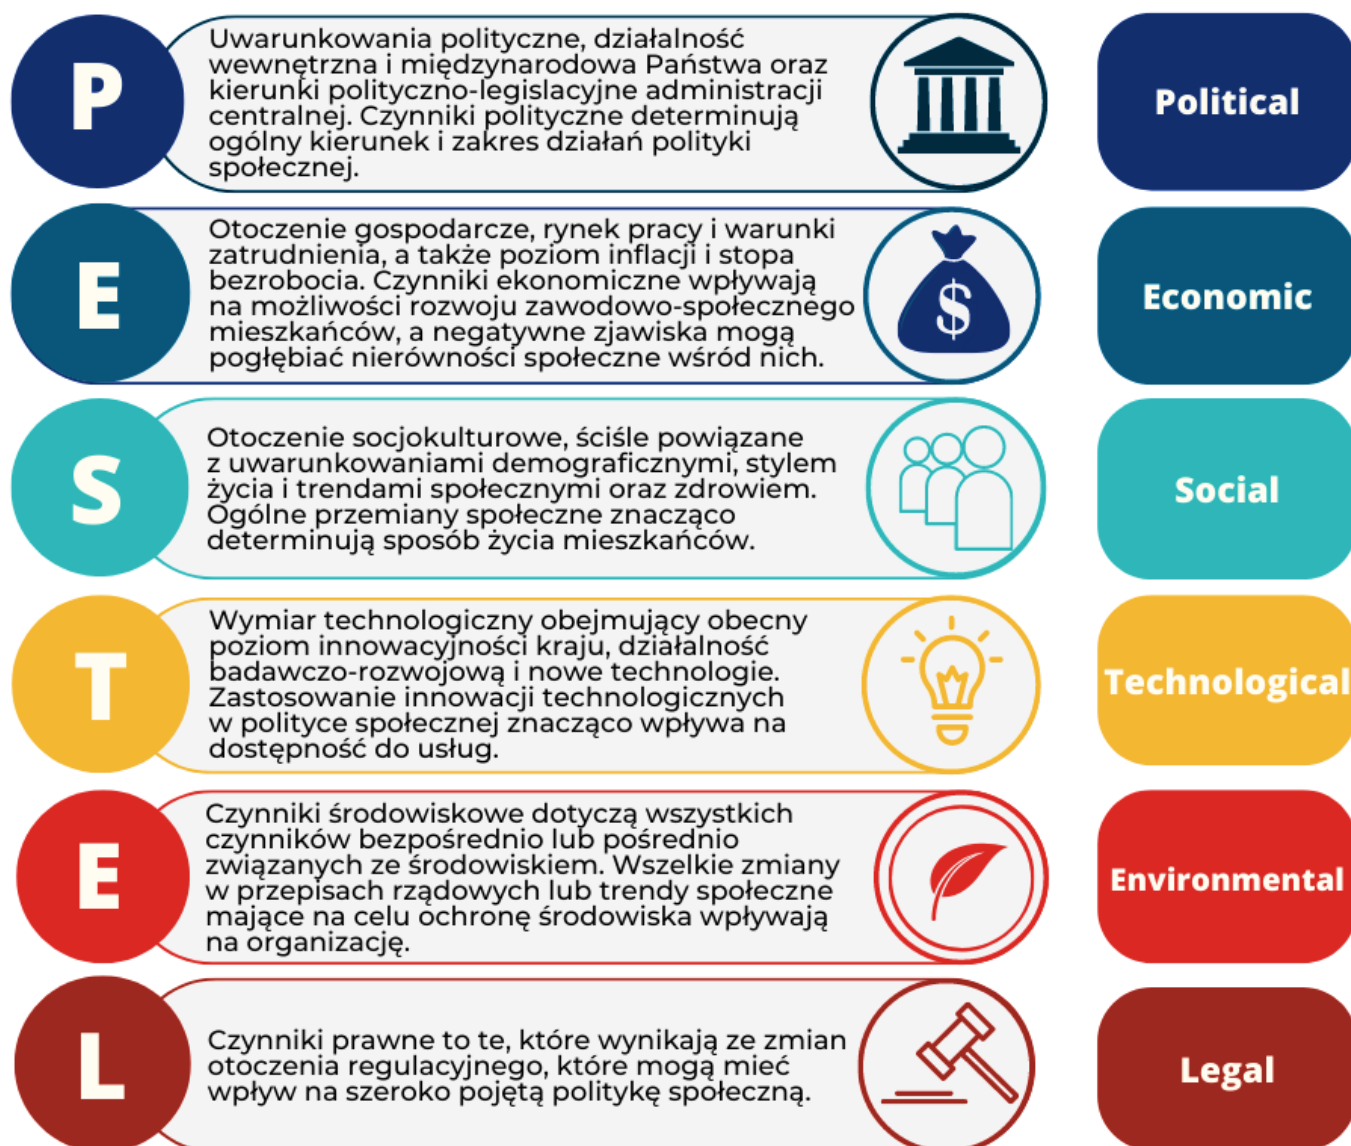 P
Uwarunkowania polityczne, działalność
wewnętrzna i międzynarodowa Państwa oraz
kierunki polityczno-legislacyjne administracji
centralnej. Czynniki polityczne determinują
ogólny kierunek i zakres działań polityki
społecznej.
Political
E
Otoczenie gospodarcze, rynek pracy i warunki
zatrudnienia, a także poziom inflacji i stopa
bezrobocia. Czynniki ekonomiczne wpływają
na możliwości rozwoju zawodowo-społecznego
mieszkańców, a negatywne zjawiska mogą
pogłębiać nierówności społeczne wśród nich.
$
Economic
S
Otoczenie socjokulturowe, ściśle powiązane
z uwarunkowaniami demograficznymi, stylem
życia i trendami społecznymi oraz zdrowiem.
Ogólne przemiany społeczne znacząco
determinują sposób życia mieszkańców.
Social
T
Wymiar technologiczny obejmujący obecny
poziom innowacyjności kraju, działalność
badawczo-rozwojową i nowe technologie.
Zastosowanie innowacji technologicznych
w polityce społecznej znacząco wpływa na
dostępność do usług.
Technological
E
Czynniki środowiskowe dotyczą wszystkich
czynników bezpośrednio lub pośrednio
związanych ze środowiskiem. Wszelkie zmiany
w przepisach rządowych lub trendy społeczne
mające na celu ochronę środowiska wpływają
na organizację.
Environmental
L
Czynniki prawne to te, które wynikają ze zmian
otoczenia regulacyjnego, które mogą mieć
wpływ na szeroko pojętą politykę społeczną.
Legal